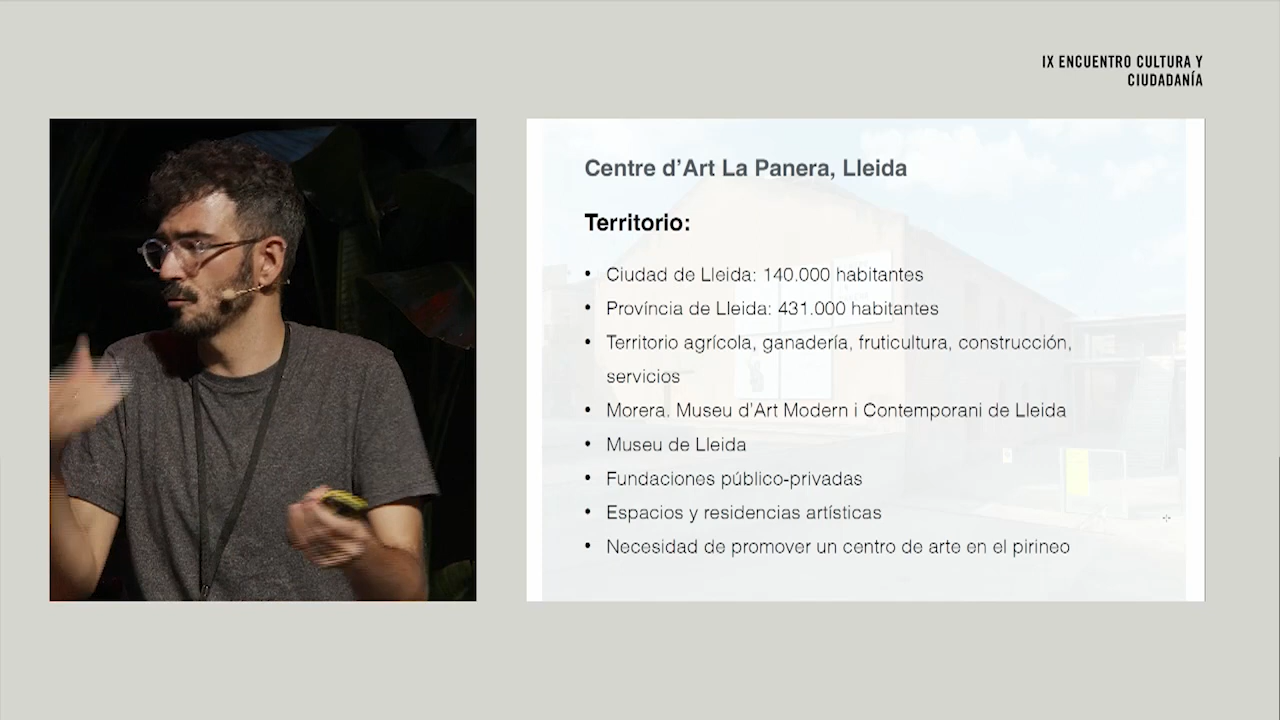 IX ENCUENTRO CULTURA Y
CIUDADANÍA
Centre d’Art La Panera, Lleida
Territorio:
• Ciudad de Lleida: 140.000 habitantes
• Província de Lleida: 431.000 habitantes
• Territorio agrícola, ganadería, fruticultura, construcción,
servicios
• Morera. Museu d’Art Modern i Contemporani de Lleida
• Museu de Lleida
• Fundaciones público-privadas
• Espacios y residencias artísticas
• Necesidad de promover un centro de arte en el pirineo